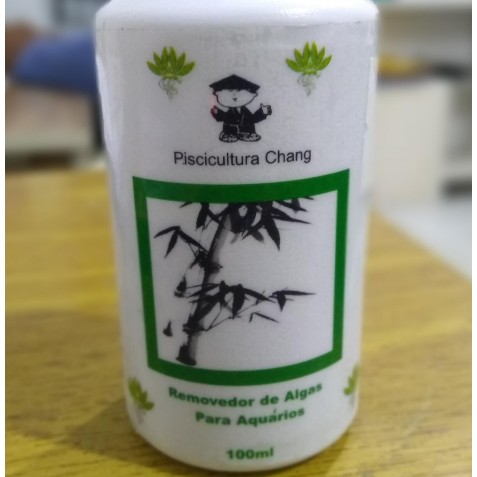 Piscicultura Chang
Removedor de Algas
Para Aquários
100ml